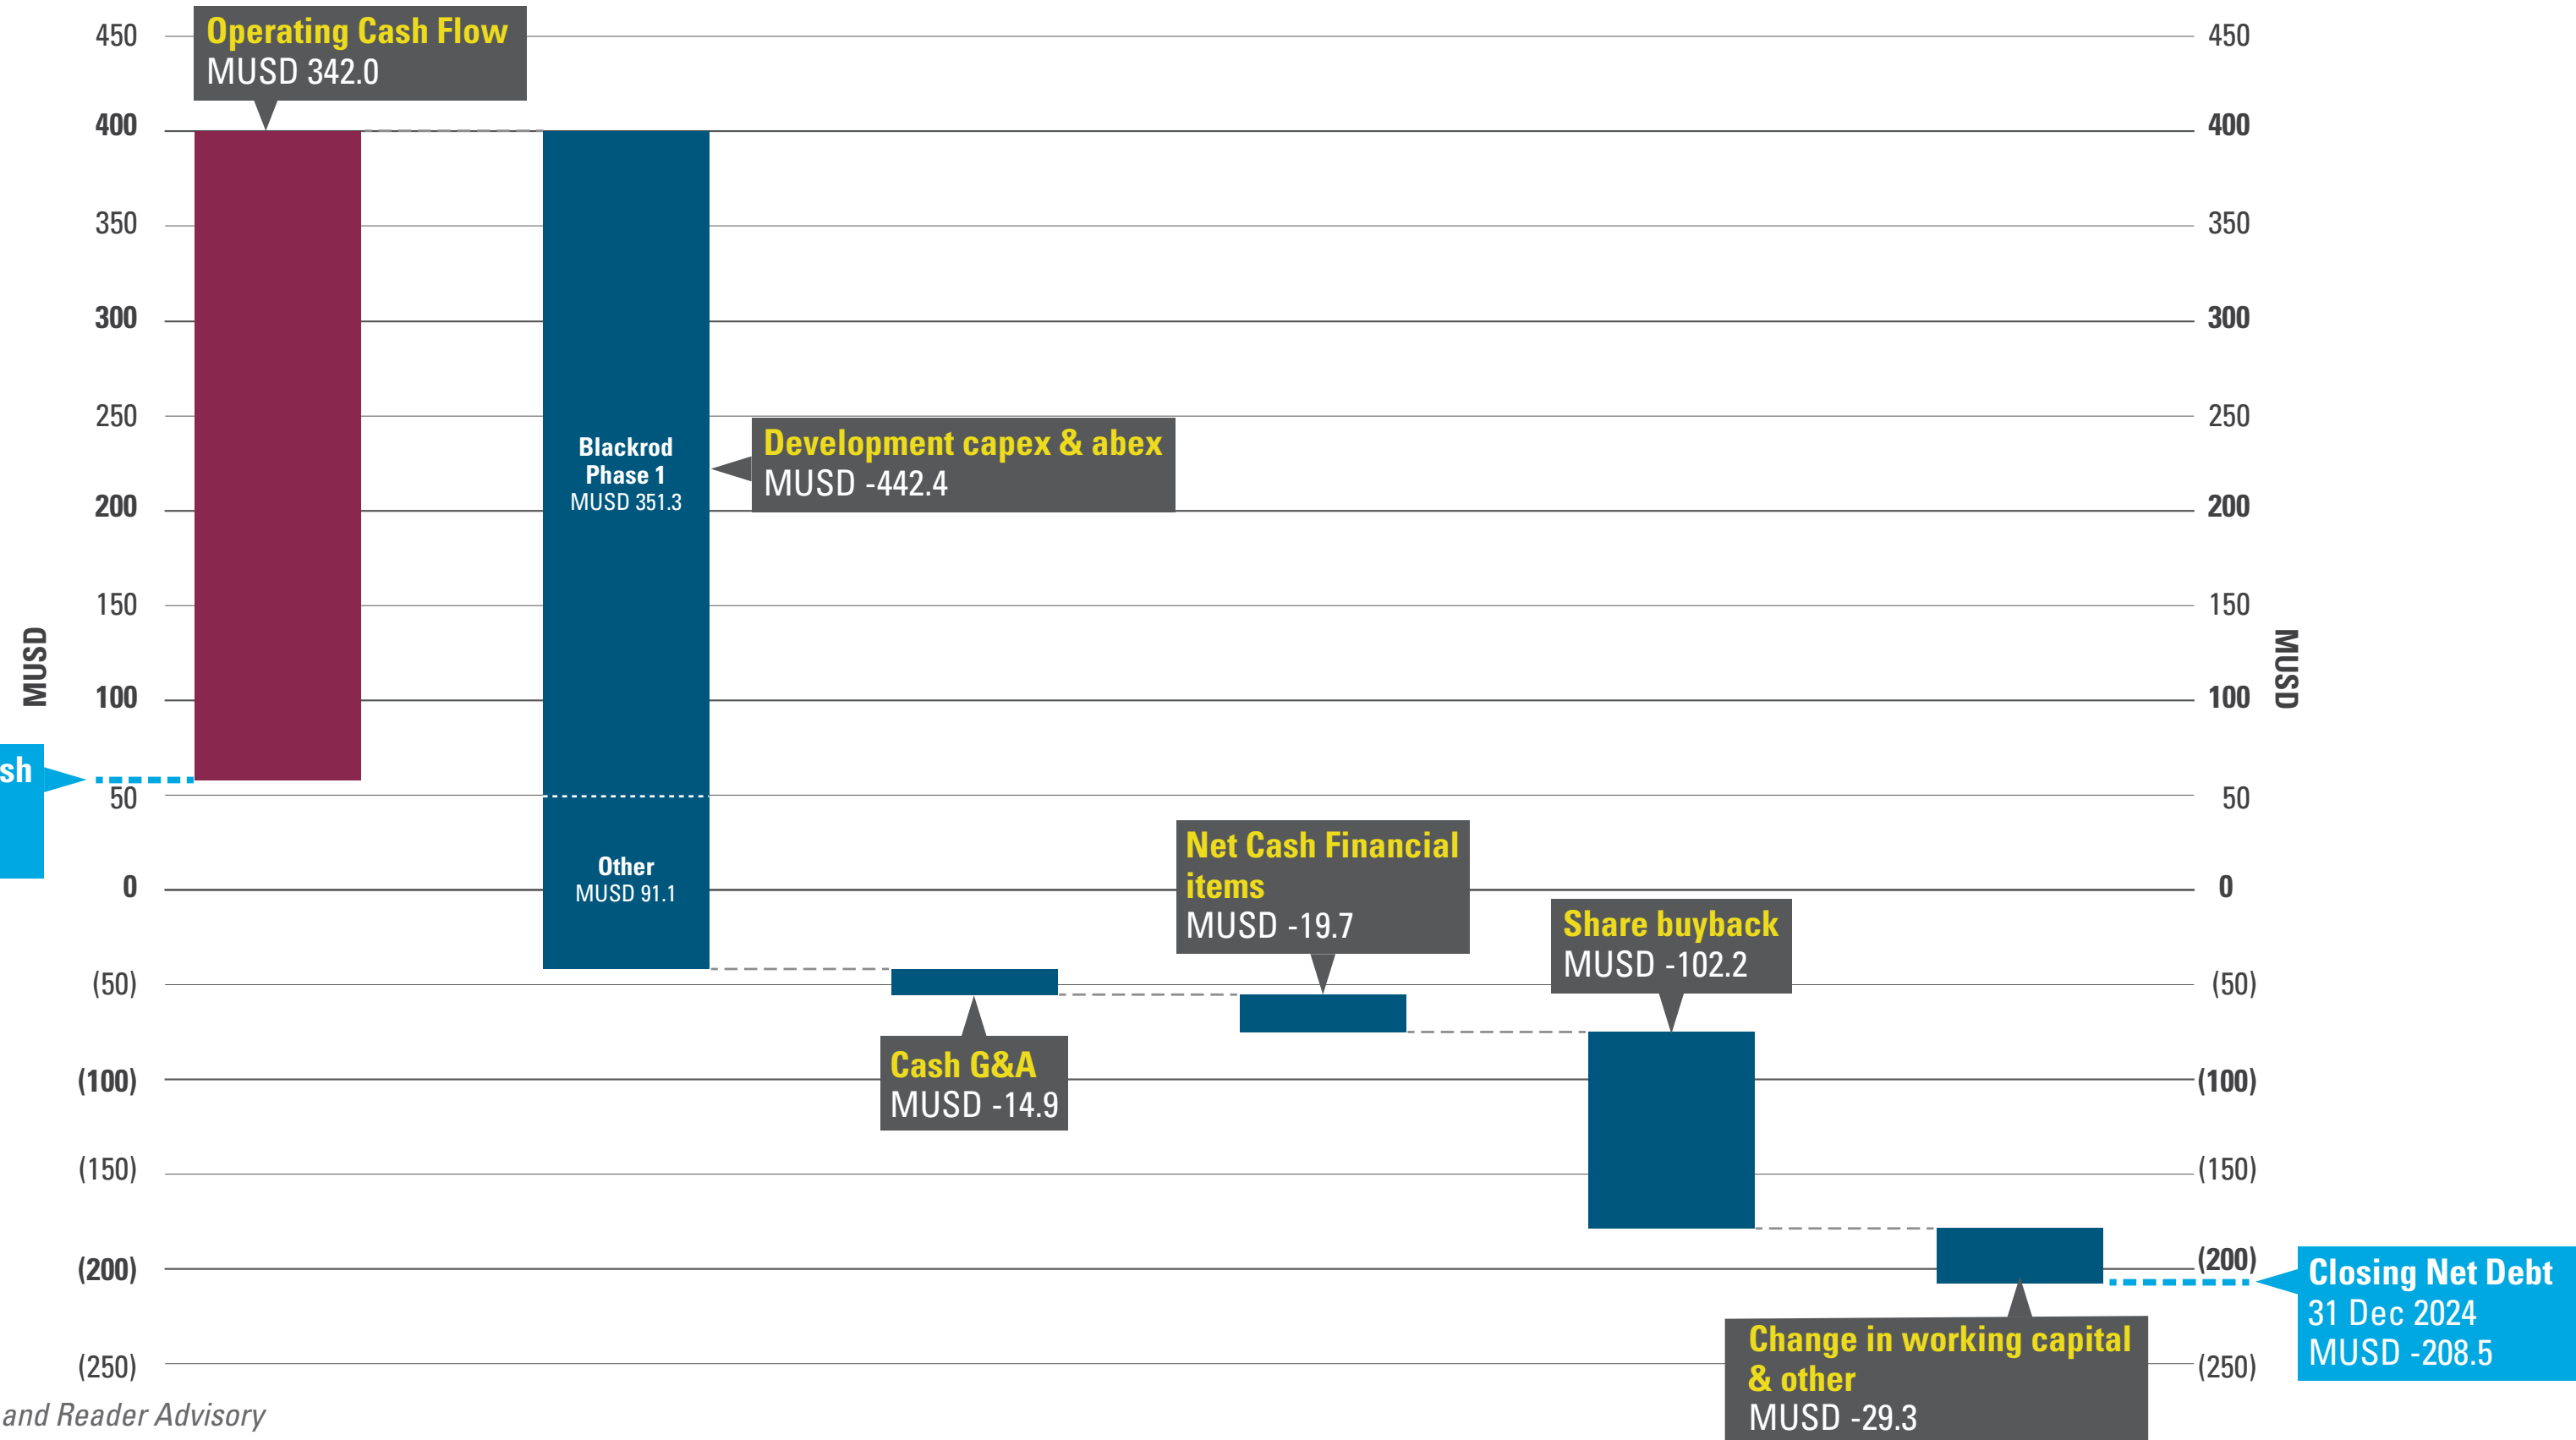 450
Operating Cash Flow
MUSD 342.0
450
400
400
350
350
300
300
250
250
Blackrod
Phase 1
MUSD 351.3
Development capex & abex
MUSD -442.4
200
200
150
150
MUSD
MUSD
100
100
sh
50
50
Other
MUSD 91.1
Net Cash Financial
items
MUSD -19.7
0
0
Share buyback
MUSD -102.2
(50)
(50)
Cash G&A
MUSD -14.9
(100)
(100)
(150)
(150)
(200)
(200)
Closing Net Debt
31 Dec 2024
MUSD -208.5
Change in working capital
& other
MUSD -29.3
(250)
(250)
and Reader Advisory